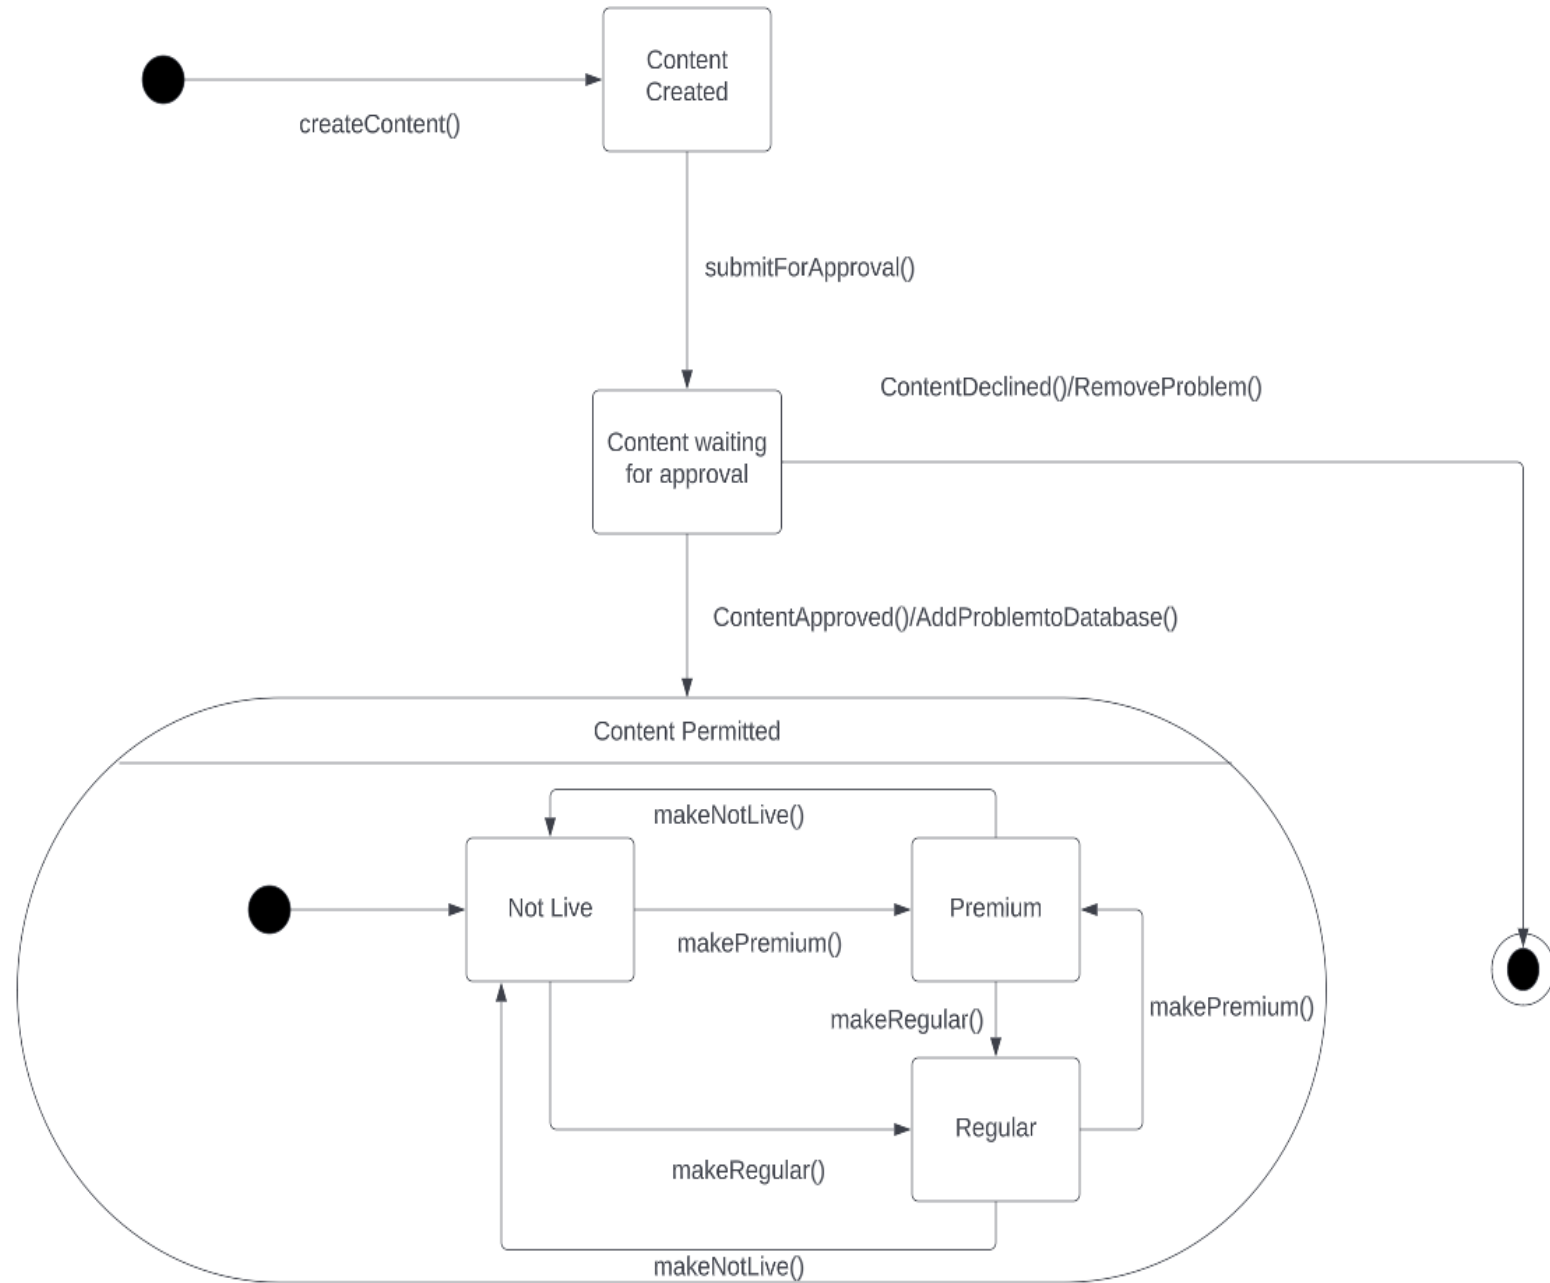 Content
Created
createContent()
submitForApproval()
ContentDeclined()/RemoveProblem()
Content waiting
for approval
ContentApproved()/AddProblemtoDatabase()
Content Permitted
makeNotLive()
Not Live
Premium
makePremium()
makeRegular()
makePremium()
Regular
makeRegular()
makeNotLive()